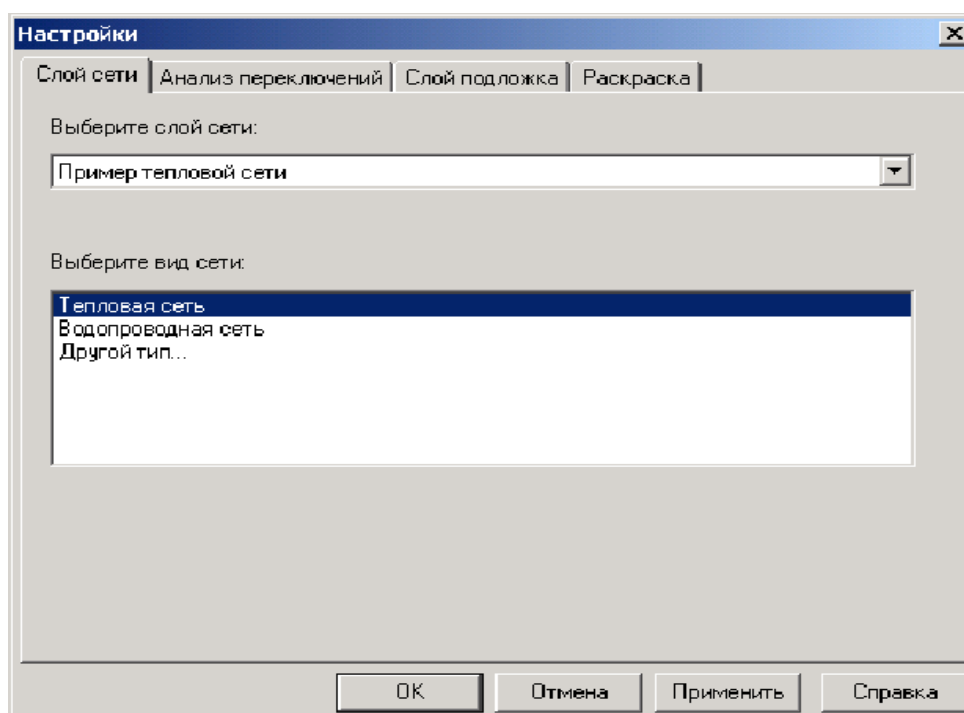 Настройки
Слой сети Анализ переключений Слой подложка Раскраска
Выберите слой сети:
Пример тепловой сети
Выберите вид сети:
Тепловая сеть
Водопроводная сеть
Другой тип...
OK Отмена Применить Справка